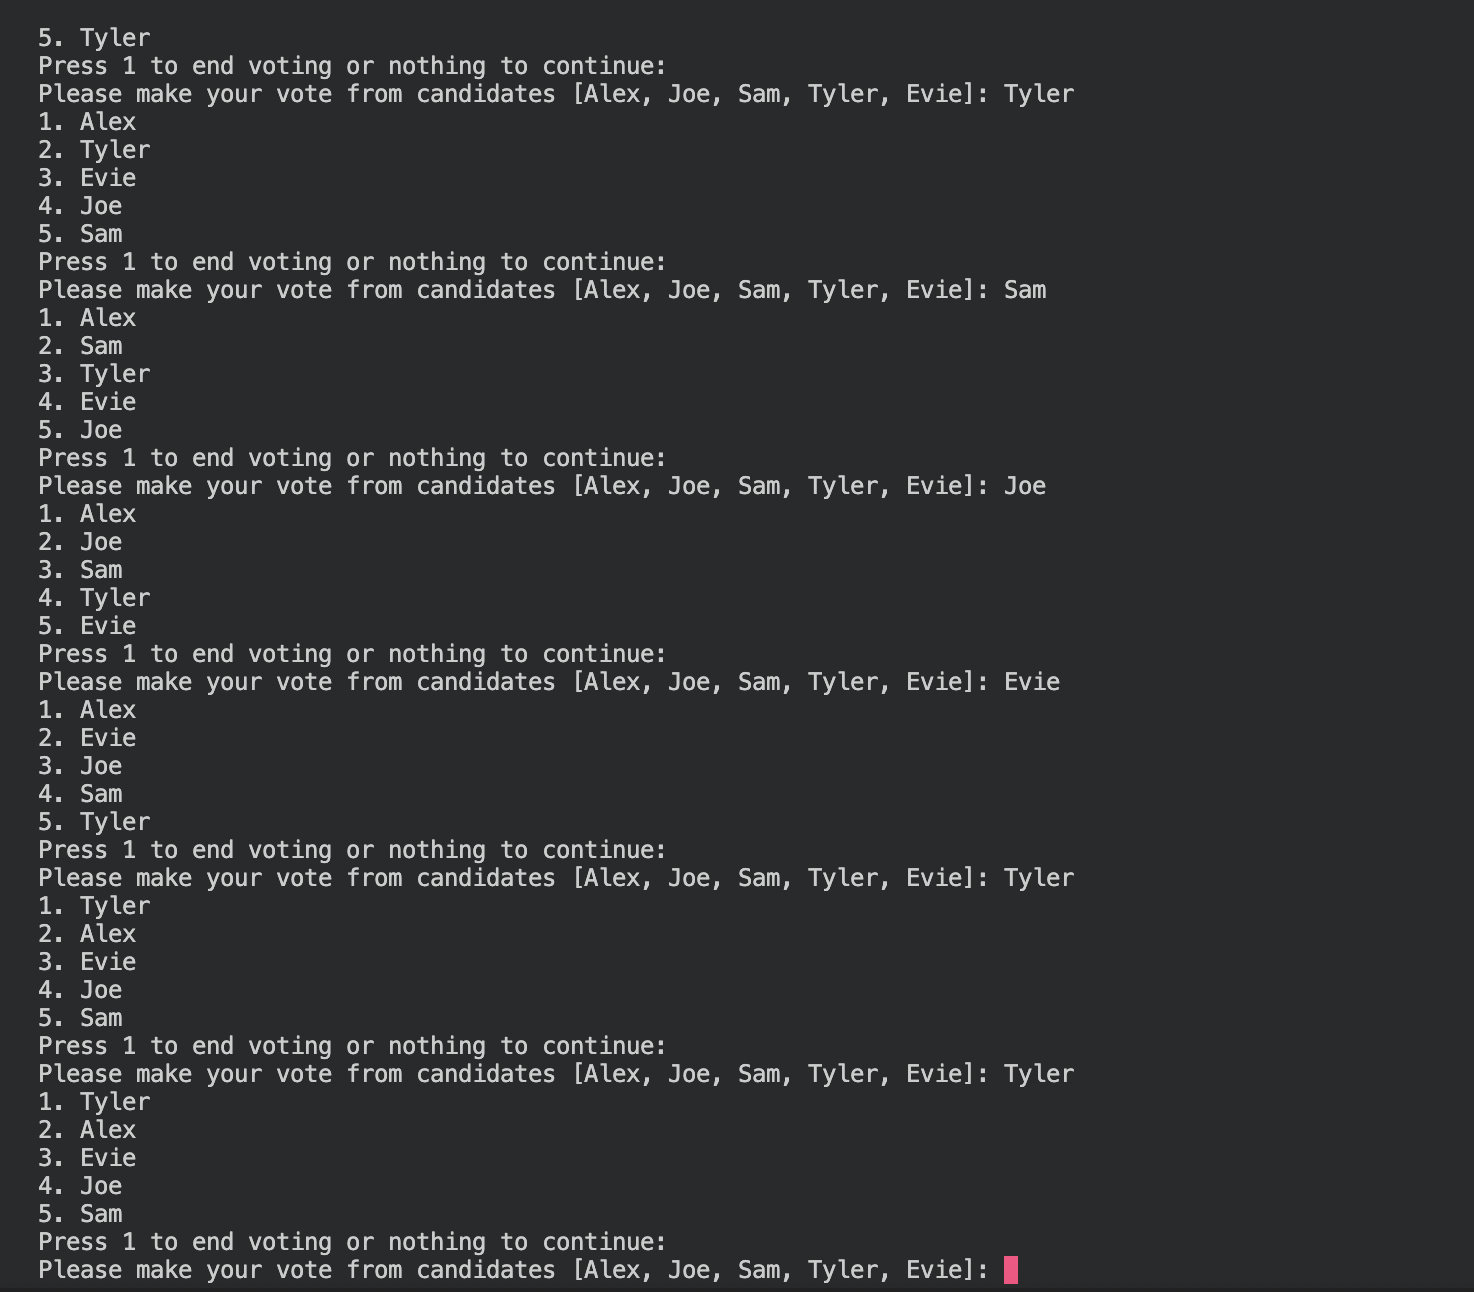 5. Tyler
Press 1 to end voting or nothing to continue:
Please make your vote from candidates [Alex, Joe, Sam, Tyler, Evie]: Tyler
1. Alex
2. Tyler
3. Evie
4. Joe
5. Sam
Press 1 to end voting or nothing to continue:
Please make your vote from candidates [Alex, Joe, Sam, Tyler, Evie]: Sam
1. Alex
2. Sam
3. Tyler
4. Evie
5. Joe
Press 1 to end voting or nothing to continue:
Please make your vote from candidates [Alex, Joe, Sam, Tyler, Evie]: Joe
1. Alex
2. Joe
3. Sam
4. Tyler
5. Evie
Press 1 to end voting or nothing to continue:
Please make your vote from candidates [Alex, Joe, Sam, Tyler, Evie]: Evie
1. Alex
2. Evie
3. Joe
4. Sam
5. Tyler
Press 1 to end voting or nothing to continue:
Please make your vote from candidates [Alex, Joe, Sam, Tyler, Evie]: Tyler
1. Tyler
2. Alex
3. Evie
4. Joe
5. Sam
Press 1 to end voting or nothing to continue:
Please make your vote from candidates [Alex, Joe, Sam, Tyler, Evie]: Tyler
1. Tyler
2. Alex
3. Evie
4. Joe
5. Sam
Press 1 to end voting or nothing to continue:
Please make your vote from candidates [Alex, Joe, Sam, Tyler, Evie]: